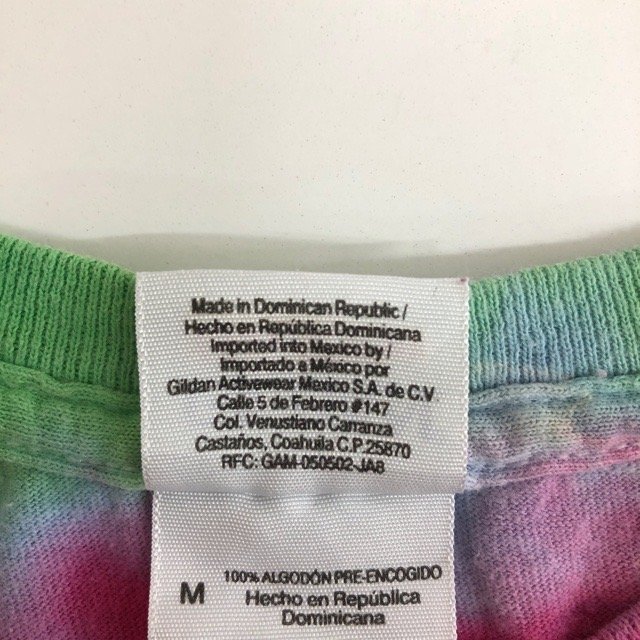 Made in Dominican Republic /
Hecho en República Dominicana
Imported into Mexico by /
Importado a México por
Gildan Activewear Mexico S.A. de C.V.
Calle 5 de Febrero #147
Col. Venustiano Carranza
Castaños, Coahuila C.P. 25870
RFC: GAM-050502-JA8
M
100% ALGODÓN PRE-ENCOGIDO
Hecho en República
Dominicana